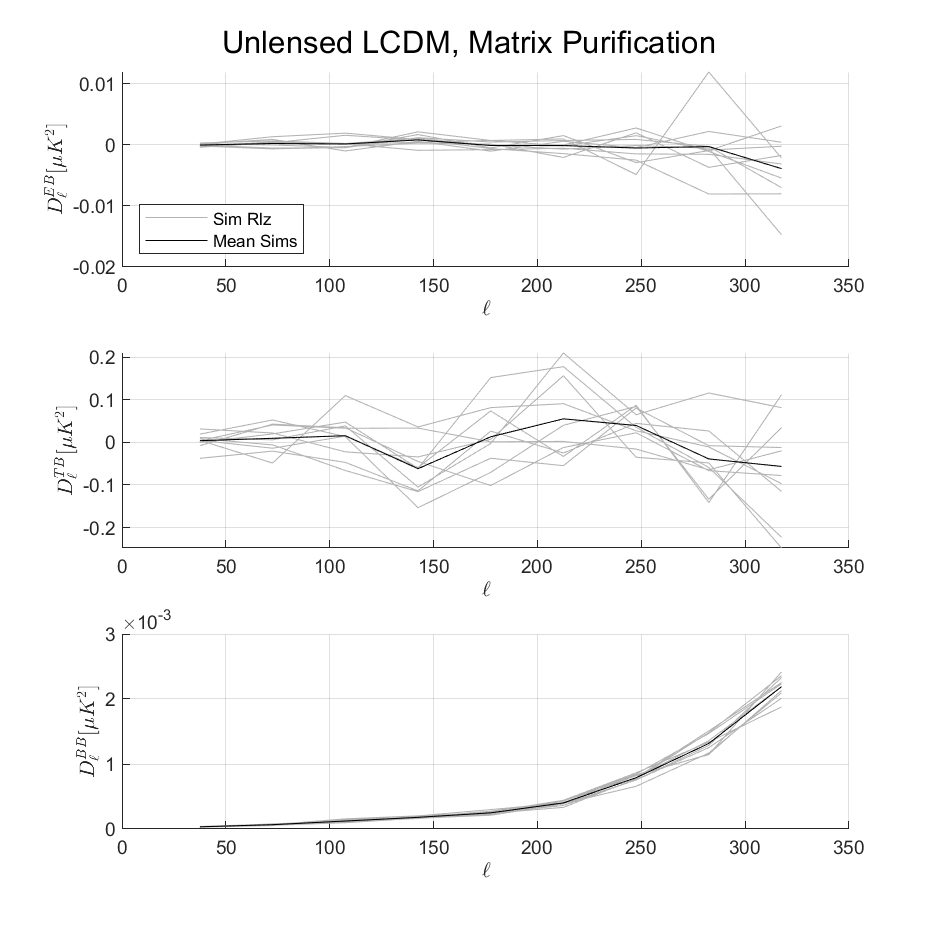 Unlensed LCDM, Matrix Purification
0.01
0
-0.01
-0.02
D_ℓ^{EB}[μK^2]
Sim Rlz
Mean Sims
0 50 100 150 200 250 300 350
ℓ
0.2
0.1
0
-0.1
-0.2
D_ℓ^{TB}[μK^2]
0 50 100 150 200 250 300 350
ℓ
×10^{-3}
3
2
1
0
D_ℓ^{BB}[μK^2]
0 50 100 150 200 250 300 350
ℓ